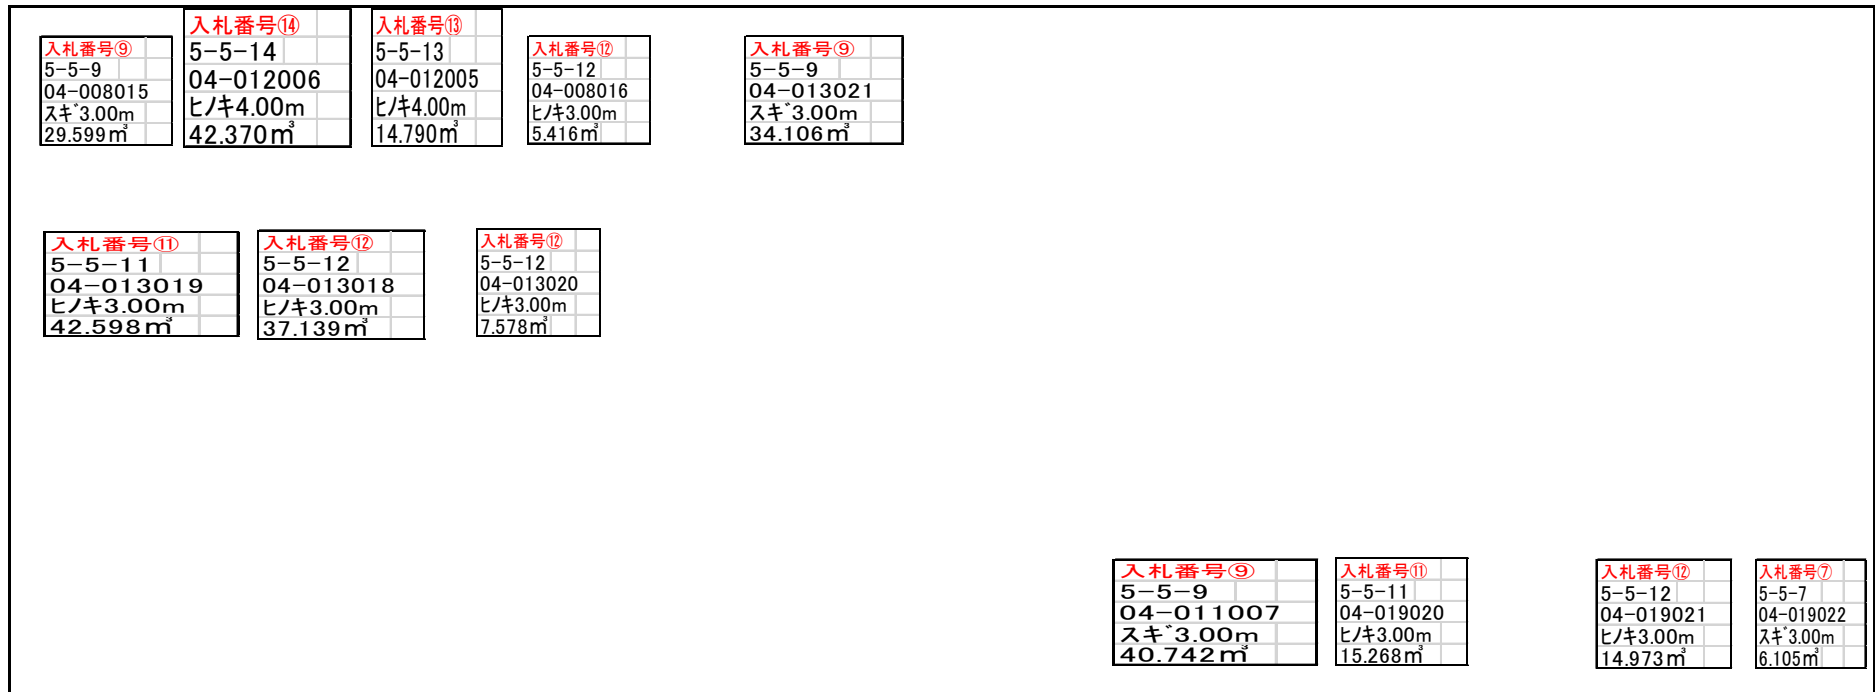 入札番号⑨
5-5-9
04-008015
スギ3.00m
29.599㎥
入札番号⑭
5-5-14
04-012006
ヒノキ4.00m
42.370㎥
入札番号⑬
5-5-13
04-012005
ヒノキ4.00m
14.790㎥
入札番号⑫
5-5-12
04-008016
ヒノキ3.00m
5.416㎥
入札番号⑨
5-5-9
04-013021
スギ3.00m
34.106㎥
入札番号⑪
5-5-11
04-013019
ヒノキ3.00m
42.598㎥
入札番号⑫
5-5-12
04-013018
ヒノキ3.00m
37.139㎥
入札番号⑫
5-5-12
04-013020
ヒノキ3.00m
7.578㎥
入札番号⑨
5-5-9
04-011007
スギ3.00m
40.742㎥
入札番号⑪
5-5-11
04-019020
ヒノキ3.00m
15.268㎥
入札番号⑫
5-5-12
04-019021
ヒノキ3.00m
14.973㎥
入札番号⑦
5-5-7
04-019022
スギ3.00m
6.105㎥